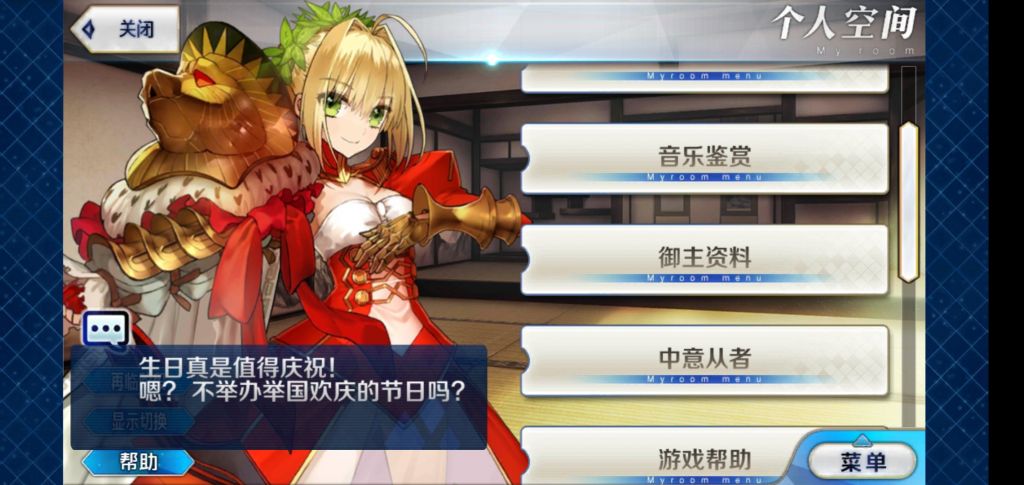 关闭
个人空间
My room
Myroom menu
音乐鉴赏
Myroom menu
御主资料
Myroom menu
中意从者
Myroom menu
生日真是值得庆祝！
嗯？ 不举办举国欢庆的节日吗？
再临
显示切换
帮助
游戏帮助
Myroom menu
菜单